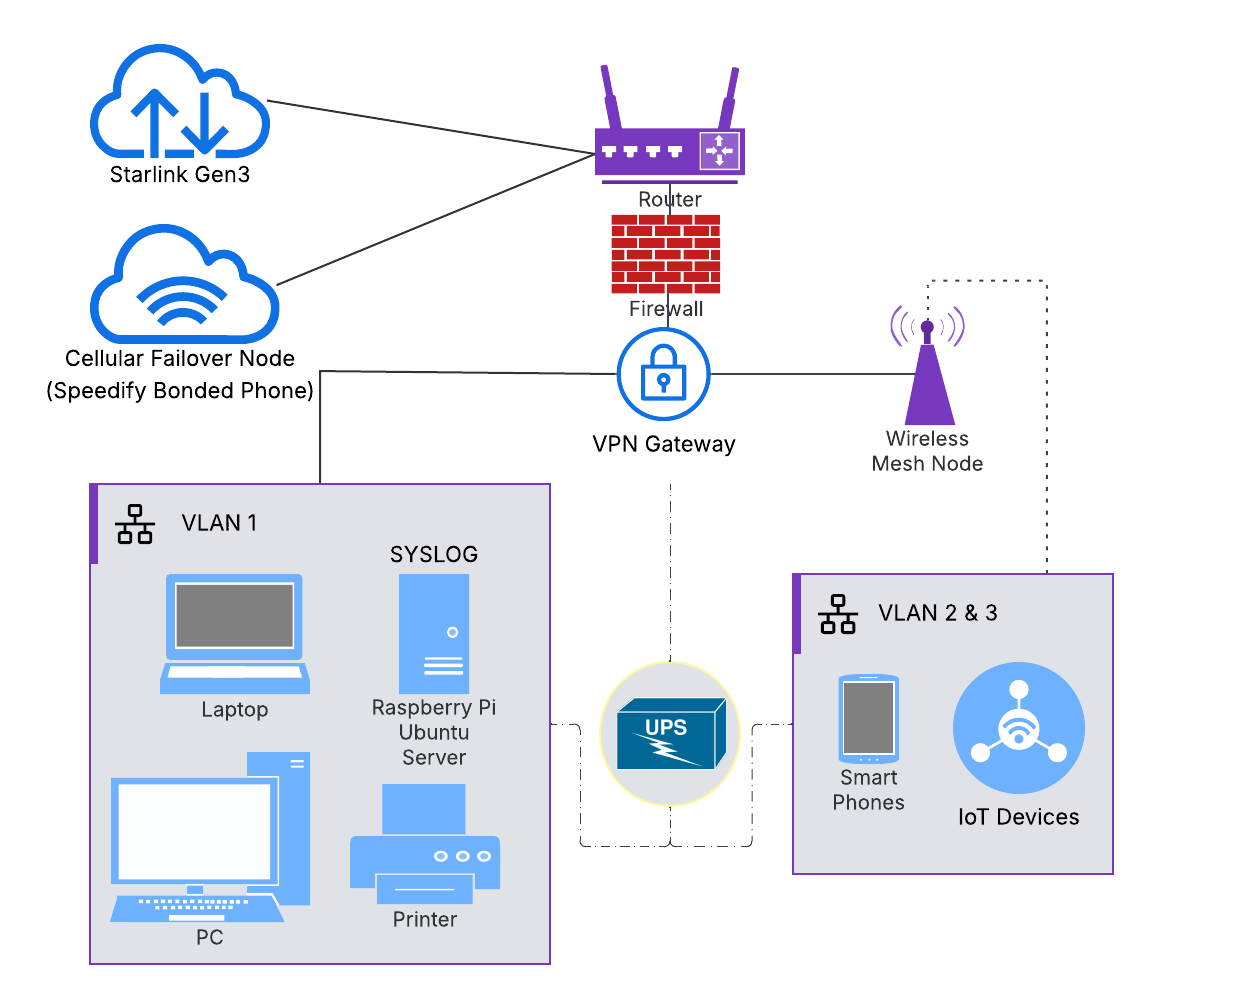 Starlink Gen3
Router
Firewall
Cellular Failover Node
(Speedify Bonded Phone)
VPN Gateway
Wireless
Mesh Node
VLAN 1
SYSLOG
Laptop
Raspberry Pi
Ubuntu
Server
PC
Printer
UPS
VLAN 2 & 3
Smart
Phones
IoT Devices